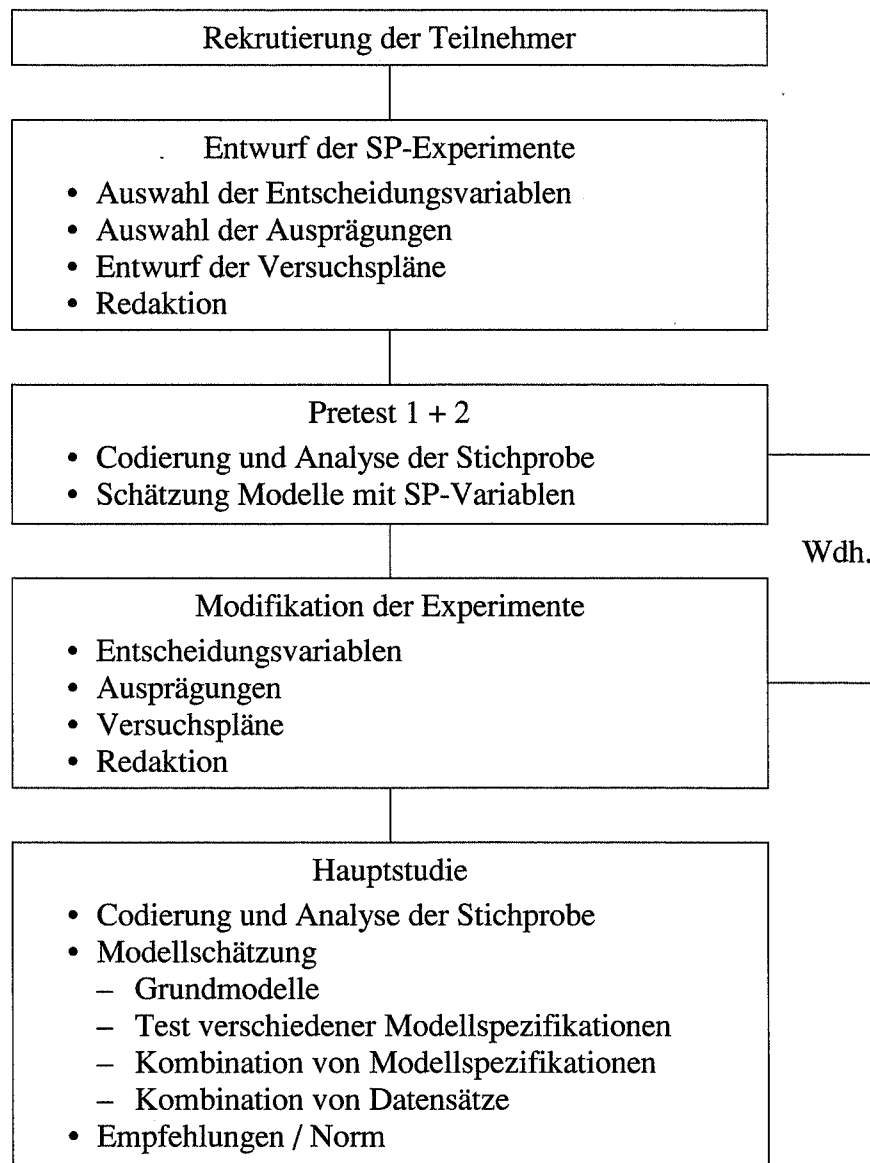 Rekrutierung der Teilnehmer
Entwurf der SP-Experimente
• Auswahl der Entscheidungsvariablen
• Auswahl der Ausprägungen
• Entwurf der Versuchspläne
• Redaktion
Pretest 1 + 2
• Codierung und Analyse der Stichprobe
• Schätzung Modelle mit SP-Variablen
Wdh.
Modifikation der Experimente
• Entscheidungsvariablen
• Ausprägungen
• Versuchspläne
• Redaktion
Hauptstudie
• Codierung und Analyse der Stichprobe
• Modellschätzung
– Grundmodelle
– Test verschiedener Modellspezifikationen
– Kombination von Modellspezifikationen
– Kombination von Datensätze
• Empfehlungen / Norm